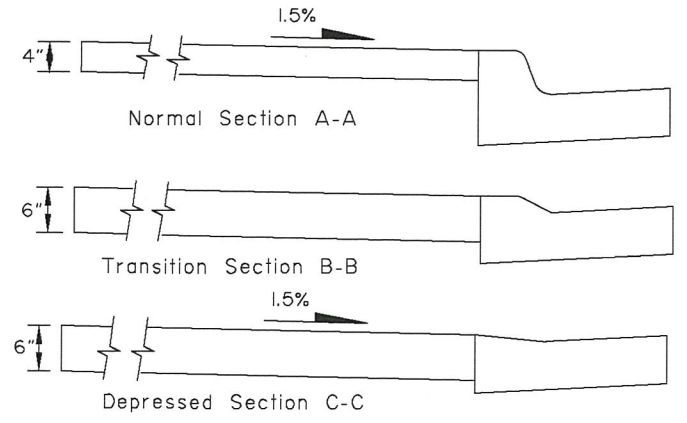 1.5%
4"
Normal Section A-A
6"
Transition Section B-B
1.5%
6"
Depressed Section C-C